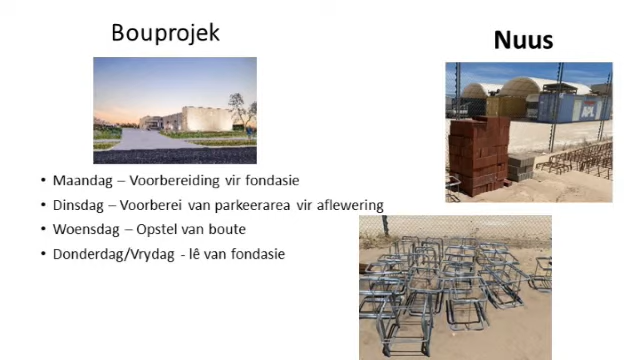 Bouprojek
Nuus
• Maandag – Voorbereiding vir fondasie
• Dinsdag – Voorberei van parkeerarea vir aflewering
• Woensdag – Opstel van boute
• Donderdag/Vrydag - lê van fondasie